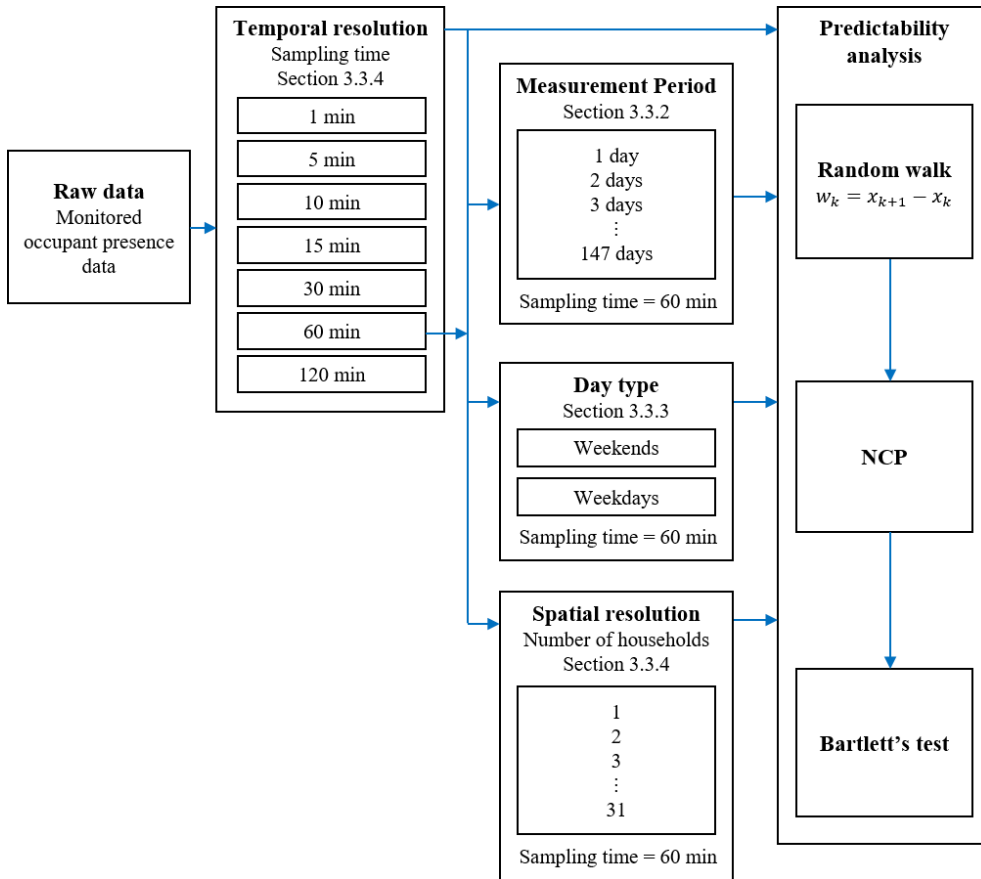 Raw data
Monitored
occupant presence
data
Temporal resolution
Sampling time
Section 3.3.4
1 min
5 min
10 min
15 min
30 min
60 min
120 min
Measurement Period
Section 3.3.2
1 day
2 days
3 days
⋮
147 days
Sampling time = 60 min
Day type
Section 3.3.3
Weekends
Weekdays
Sampling time = 60 min
Spatial resolution
Number of households
Section 3.3.4
1
2
3
⋮
31
Sampling time = 60 min
Predictability
analysis
Random walk
w_k = x_{k+1} − x_k
NCP
Bartlett’s test